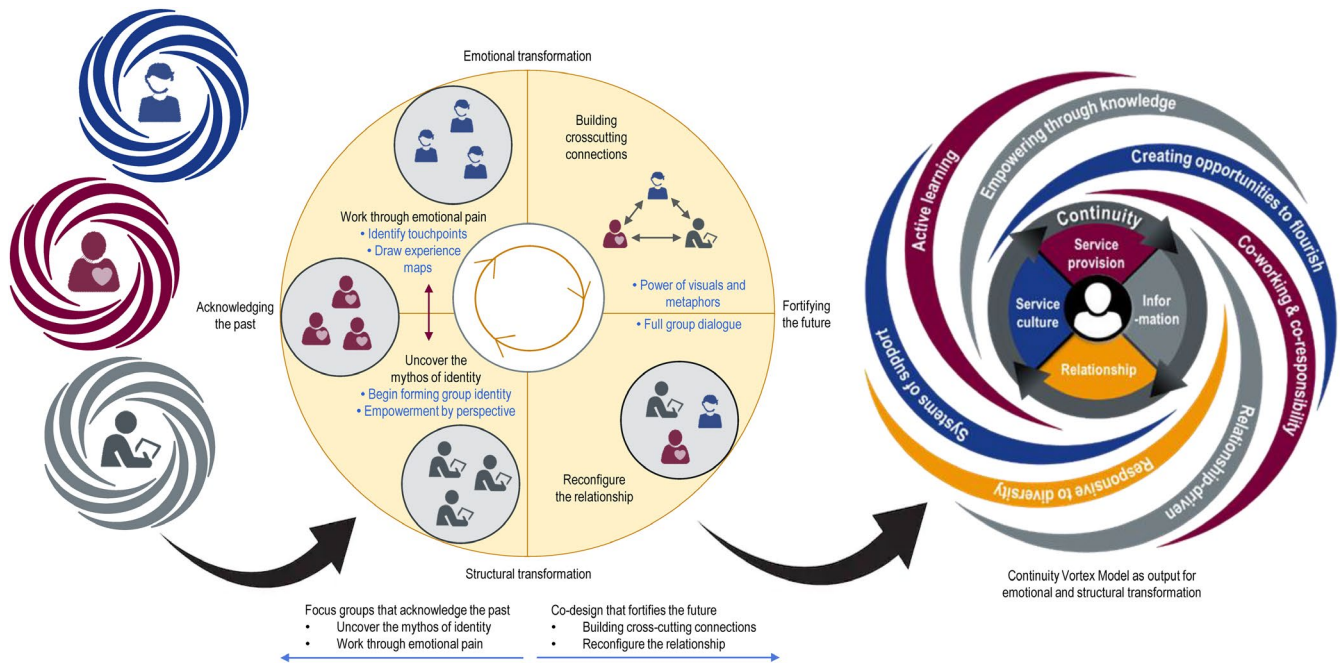 Emotional transformation
Building
crosscutting
connections
Work through emotional pain
• Identify touchpoints
• Draw experience
maps
Acknowledging
the past
• Power of visuals and
metaphors
• Full group dialogue
Fortifying
the future
Uncover the
mythos of identity
• Begin forming group identity
• Empowerment by perspective
Reconfigure
the relationship
Structural transformation
Focus groups that acknowledge the past
• Uncover the mythos of identity
• Work through emotional pain
Co-design that fortifies the future
• Building cross-cutting connections
• Reconfigure the relationship
Active learning
Empowering through knowledge
Creating opportunities to flourish
Co-working & co-responsibility
Relationship-driven
Responsive to diversity
Systems of support
Continuity
Service
provision
Service
culture
Infor
-mation
Relationship
Continuity Vortex Model as output for
emotional and structural transformation